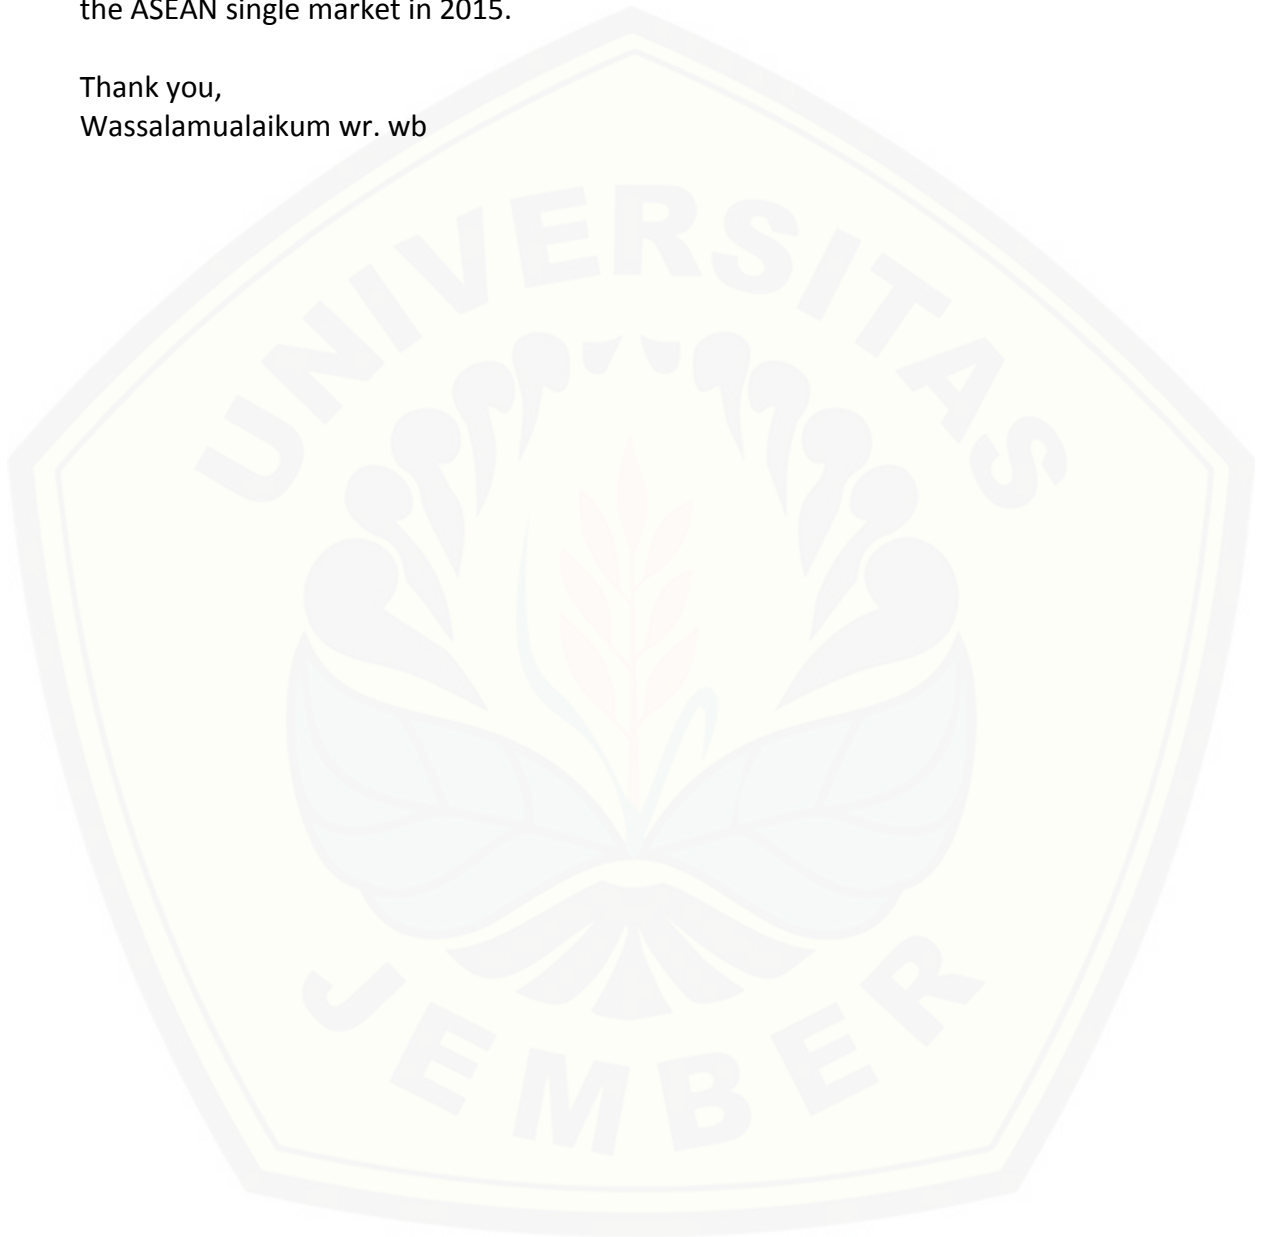 the ASEAN single market in 2015.
Thank you,
Wassalamualaikum wr. wb
UNIVERSITAS
JEMBER